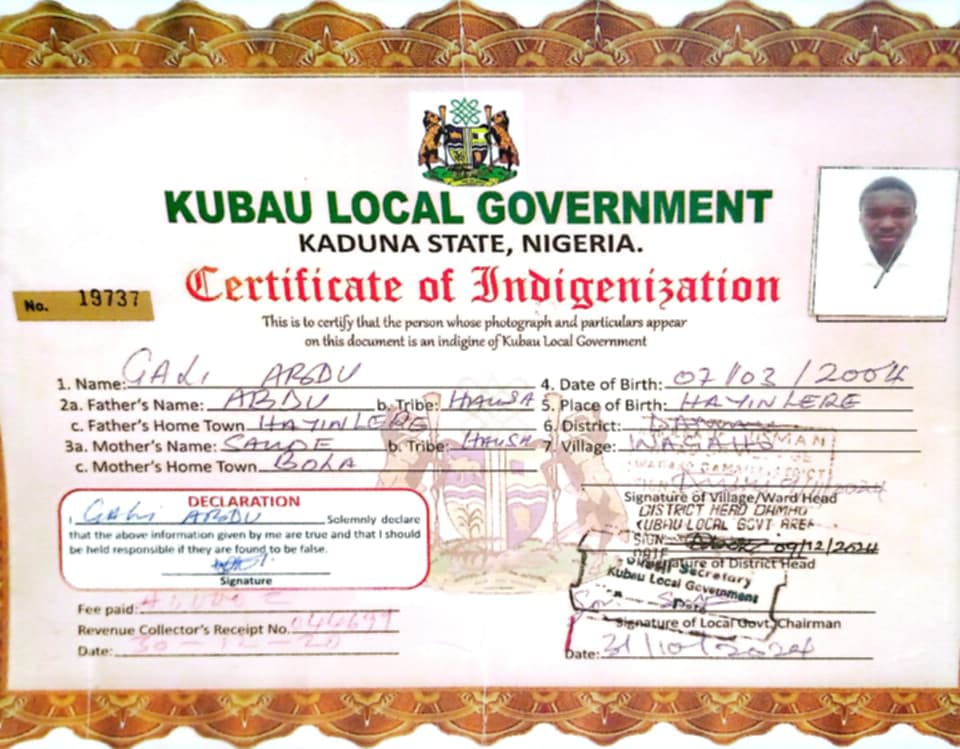 KUBAU LOCAL GOVERNMENT
KADUNA STATE, NIGERIA.
Certificate of Indigenization
No. 19737
This is to certify that the person whose photograph and particulars appear
on this document is an indigine of Kubau Local Government
1. Name: GALI ABDU
2a. Father's Name: ABDU b. Tribe: HAUSA
c. Father's Home Town HAYIN LERE
3a. Mother's Name: SAUDE b. Tribe: HAUSA
c. Mother's Home Town BOKA
4. Date of Birth: 07/03/2004
5. Place of Birth: HAYIN LERE
6. District:
7. Village:
Signature of Village/Ward Head
DISTRICT HEAD DAMAU
KUBAU LOCAL GOVT AREA
SIGN 09/12/2024
DATE
Signature of District Head
DECLARATION
I GALI ABDU Solemnly declare
that the above information given by me are true and that I should
be held responsible if they are found to be false.
Signature
Fee paid:
Revenue Collector's Receipt No.
Date: 30-12-
Secretary
Kubau Local Government
Date
Signature of Local Govt. Chairman
Date: 31/10/2024